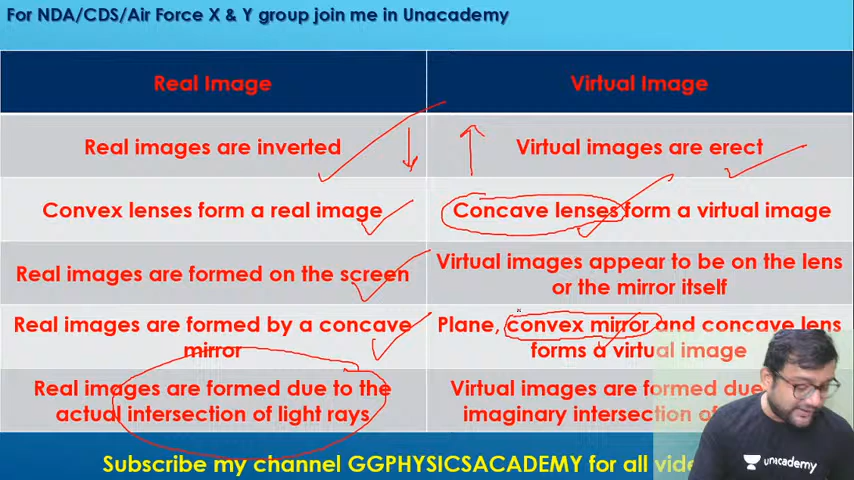 For NDA/CDS/Air Force X & Y group join me in Unacademy
Real Image
Virtual Image
Real images are inverted
Virtual images are erect
Convex lenses form a real image
Concave lenses form a virtual image
Real images are formed on the screen
Virtual images appear to be on the lens
or the mirror itself
Real images are formed by a concave
mirror
Plane, convex mirror and concave lens
forms a virtual image
Real images are formed due to the
actual intersection of light rays
Virtual images are formed due
imaginary intersection of
Subscribe my channel GGPHYSICSACADEMY for all
unacademy